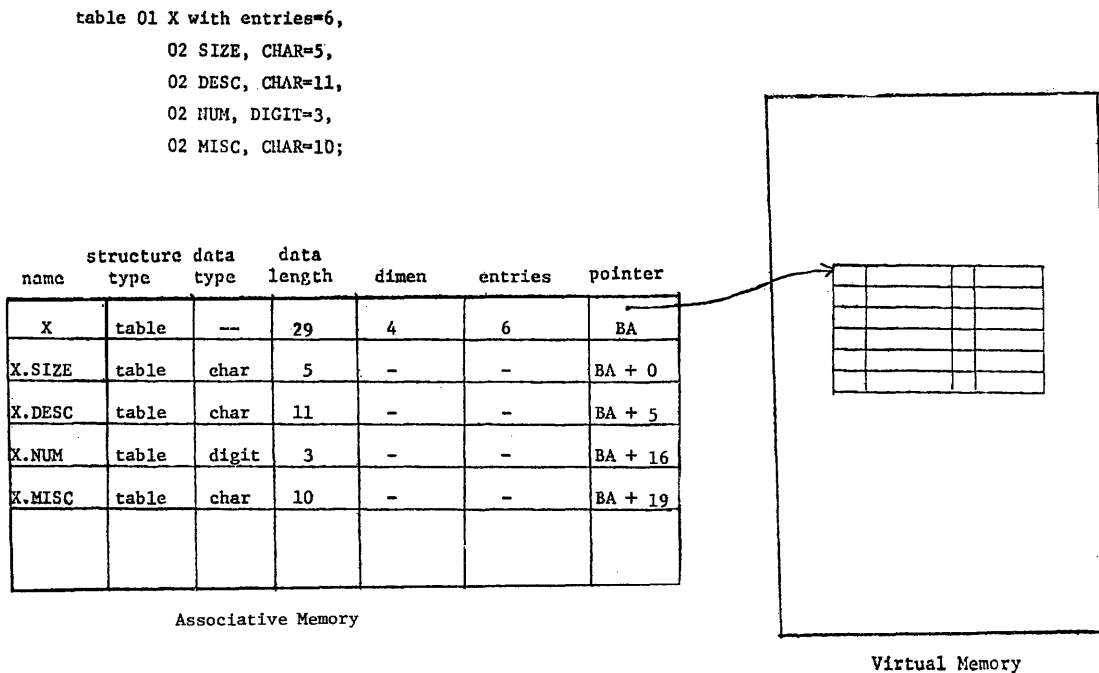 table 01 X with entries=6,
02 SIZE, CHAR=5,
02 DESC, CHAR=11,
02 NUM, DIGIT=3,
02 MISC, CHAR=10;
structure data data
name type type length dimen entries pointer
X table -- 29 4 6 BA
X.SIZE table char 5 - - BA + 0
X.DESC table char 11 - - BA + 5
X.NUM table digit 3 - - BA + 16
X.MISC table char 10 - - BA + 19
Associative Memory
Virtual Memory